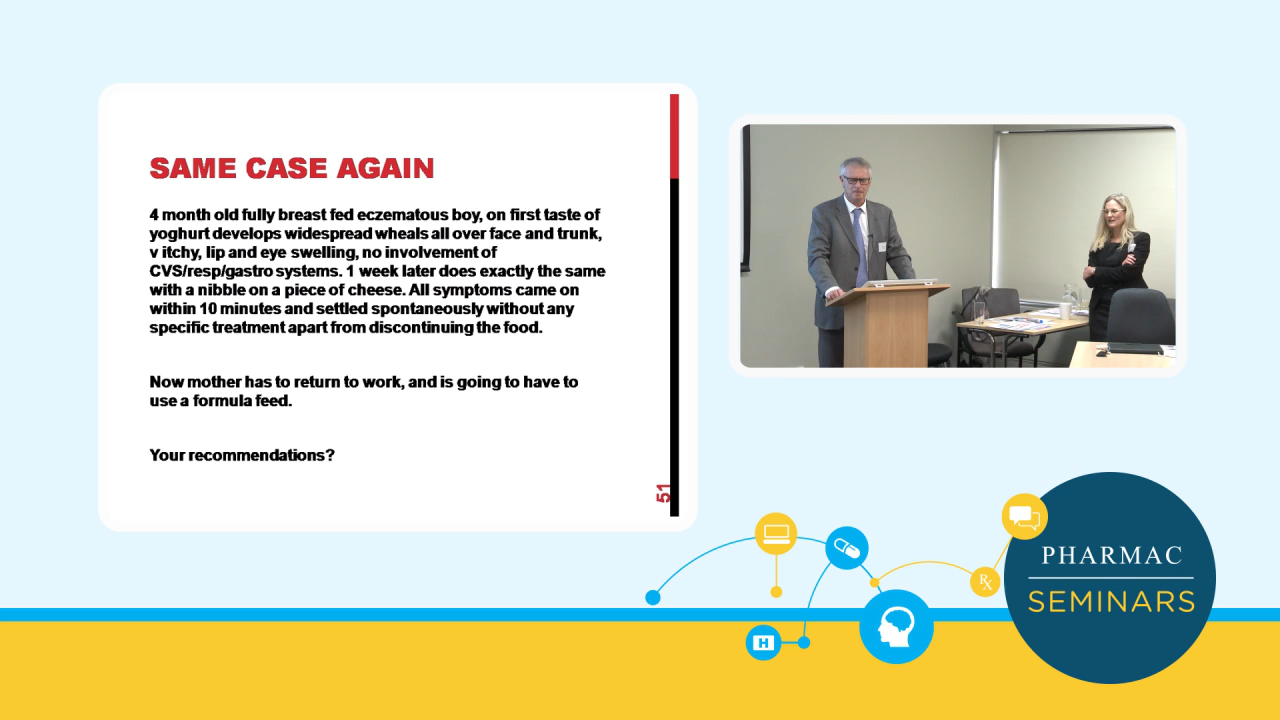 SAME CASE AGAIN
4 month old fully breast fed eczematous boy, on first taste of
yoghurt develops widespread wheals all over face and trunk,
v itchy, lip and eye swelling, no involvement of
CVS/resp/gastro systems. 1 week later does exactly the same
with a nibble on a piece of cheese. All symptoms came on
within 10 minutes and settled spontaneously without any
specific treatment apart from discontinuing the food.
Now mother has to return to work, and is going to have to
use a formula feed.
Your recommendations?
51
H
Rx
PHARMAC
SEMINARS